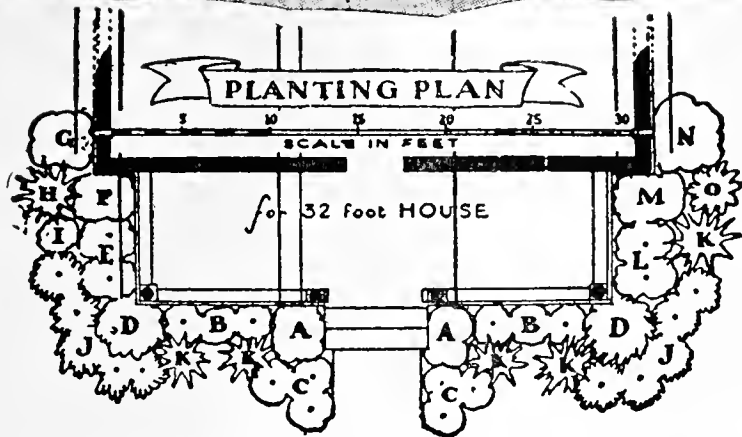 PLANTING PLAN
5 10 15 20 25 30
SCALE IN FEET
G N
H F M O
for 32 foot HOUSE
I E L K
D B A A B D
J K K K K J
C C